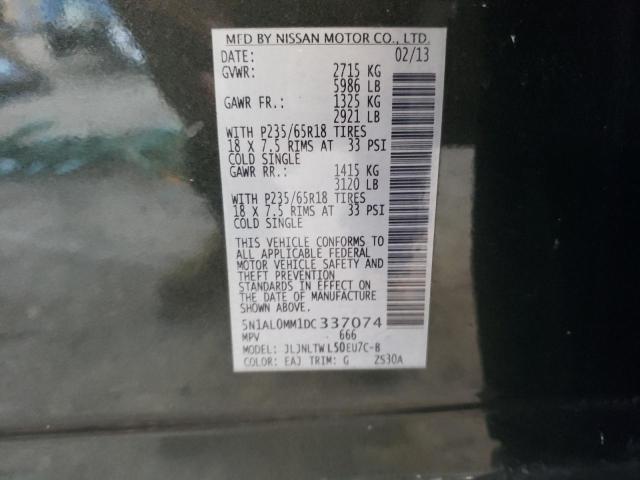 MFD BY NISSAN MOTOR CO., LTD.
DATE: 02/13
GVWR: 2715 KG
5986 LB
GAWR FR.: 1325 KG
2921 LB
WITH P235/65R18 TIRES
18 X 7.5 RIMS AT 33 PSI
COLD SINGLE
GAWR RR.: 1415 KG
3120 LB
WITH P235/65R18 TIRES
18 X 7.5 RIMS AT 33 PSI
COLD SINGLE
THIS VEHICLE CONFORMS TO
ALL APPLICABLE FEDERAL
MOTOR VEHICLE SAFETY AND
THEFT PREVENTION
STANDARDS IN EFFECT ON
THE DATE OF MANUFACTURE
SHOWN ABOVE.
5N1AL0MM1DC337074
MPV 666
MODEL: JLJNLTWL50EU7C-B
COLOR: EAJ TRIM: G ZS30A